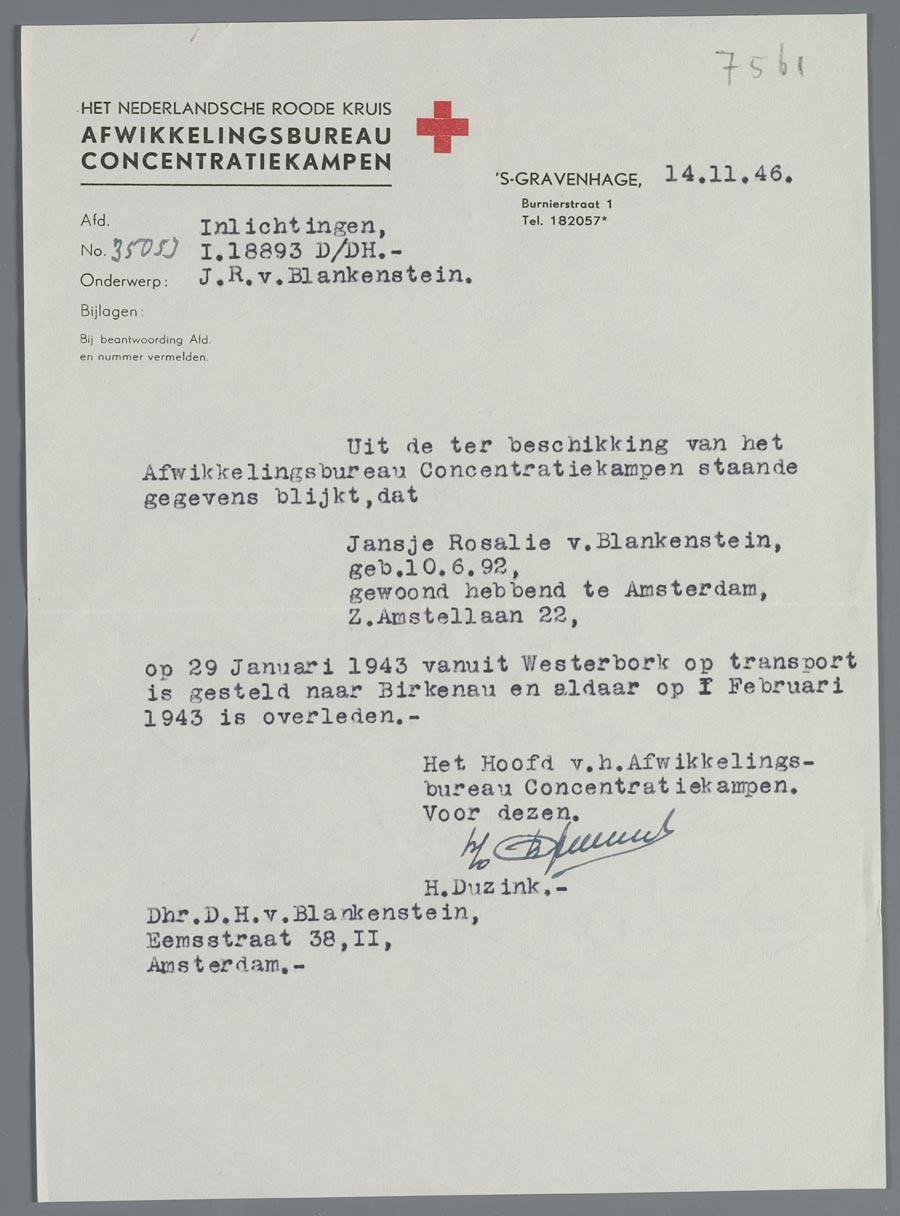 7561
HET NEDERLANDSCHE ROODE KRUIS
AFWIKKELINGSBUREAU
CONCENTRATIEKAMPEN
'S-GRAVENHAGE, 14.11.46.
Burnierstraat 1
Tel. 182057*
Afd. Inlichtingen,
No. 35053 I.18893 D/DH.-
Onderwerp: J.R.v.Blankenstein.
Bijlagen:
Bij beantwoording Afd.
en nummer vermelden.
Uit de ter beschikking van het
Afwikkelingsbureau Concentratiekampen staande
gegevens blijkt,dat
Jansje Rosalie v.Blankenstein,
geb.10.6.92,
gewoond hebbend te Amsterdam,
Z.Amstellaan 22,
op 29 Januari 1943 vanuit Westerbork op transport
is gesteld naar Birkenau en aldaar op 1 Februari
1943 is overleden.-
Het Hoofd v.h.Afwikkelings-
bureau Concentratiekampen.
Voor dezen.
H.Duzink.-
Dhr.D.H.v.Blankenstein,
Eemsstraat 38,II,
Amsterdam.-